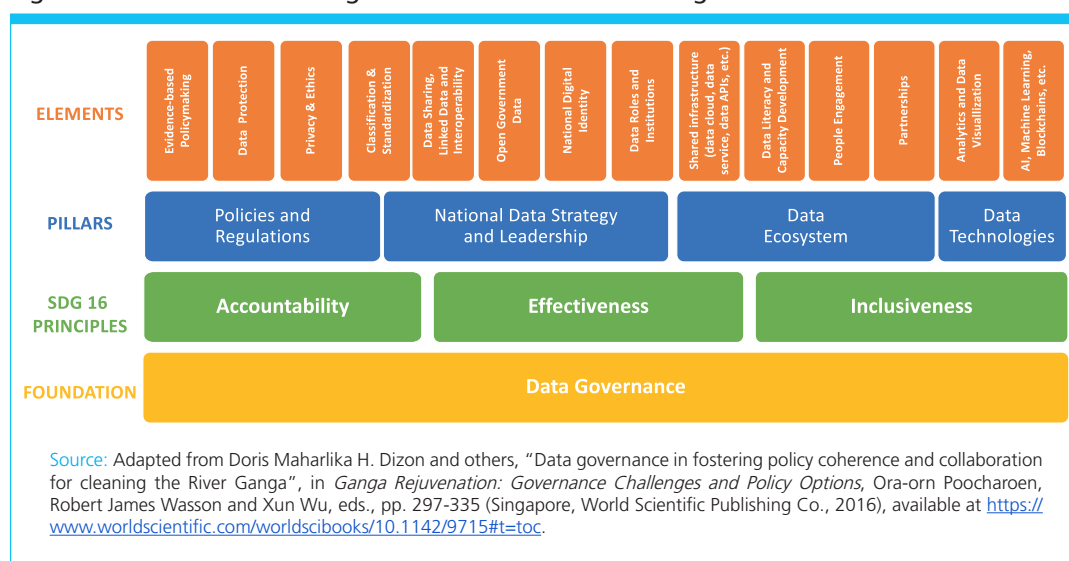 ELEMENTS
Evidence-based
Policymaking
Data Protection
Privacy & Ethics
Classification &
Standardization
Data Sharing,
Linked Data and
Interoperability
Open Government
Data
National Digital
Identity
Data Roles and
Institutions
Shared infrastructure
(data cloud, data
service, data APIs, etc.)
Data Literacy and
Capacity Development
People Engagement
Partnerships
Analytics and Data
Visuallization
AI, Machine Learning,
Blockchains, etc.
PILLARS
Policies and
Regulations
National Data Strategy
and Leadership
Data
Ecosystem
Data
Technologies
SDG 16
PRINCIPLES
Accountability
Effectiveness
Inclusiveness
FOUNDATION
Data Governance
Source: Adapted from Doris Maharlika H. Dizon and others, “Data governance in fostering policy coherence and collaboration
for cleaning the River Ganga”, in Ganga Rejuvenation: Governance Challenges and Policy Options, Ora-orn Poocharoen,
Robert James Wasson and Xun Wu, eds., pp. 297-335 (Singapore, World Scientific Publishing Co., 2016), available at https://
www.worldscientific.com/worldscibooks/10.1142/9715#t=toc.